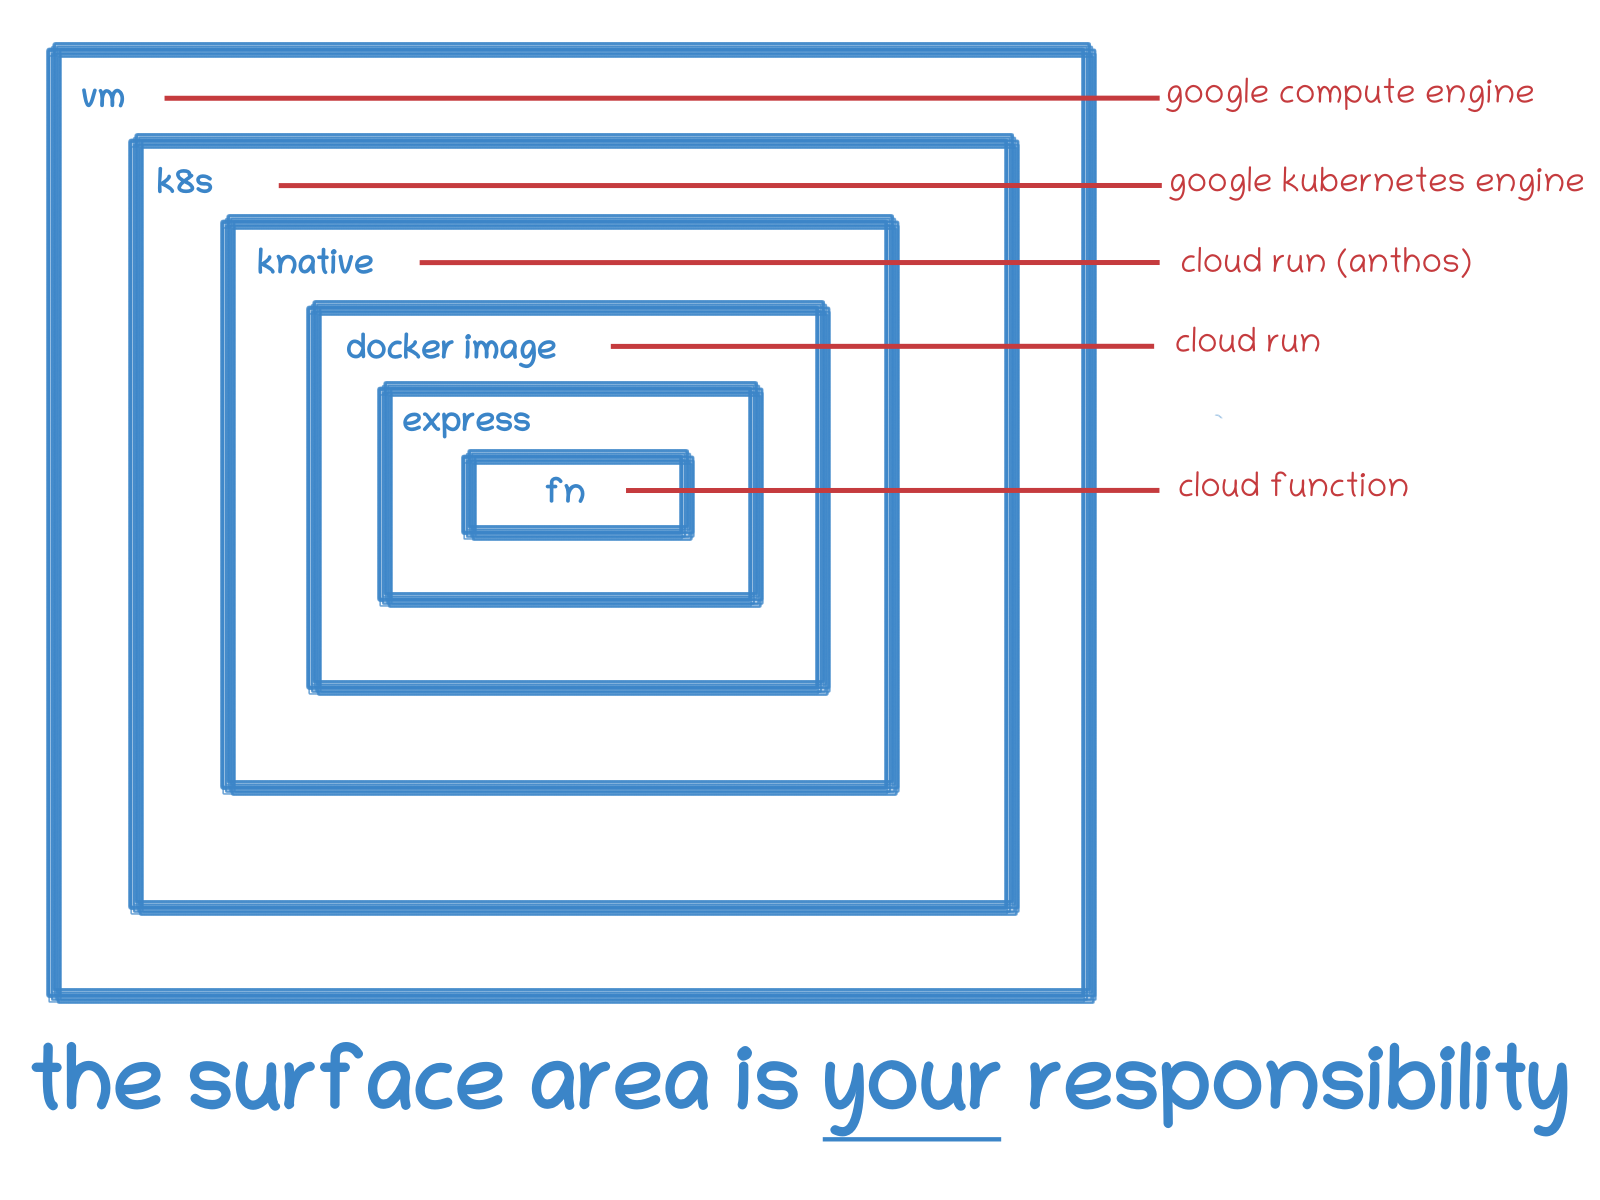 vm google compute engine
k8s google kubernetes engine
knative cloud run (anthos)
docker image cloud run
express
fn cloud function
the surface area is your responsibility